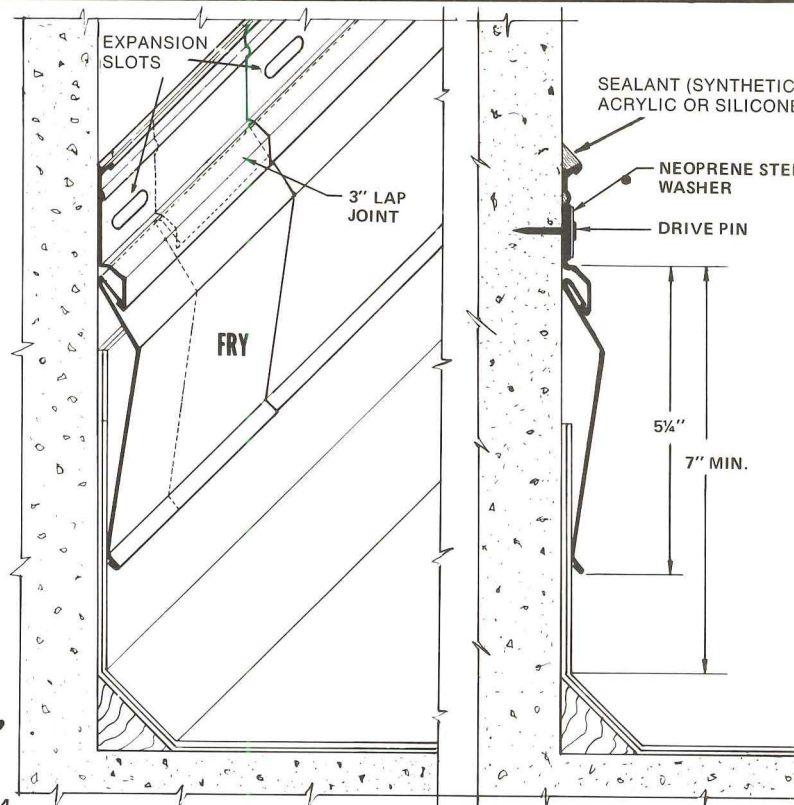 EXPANSION
SLOTS
3" LAP
JOINT
FRY
SEALANT (SYNTHETIC
ACRYLIC OR SILICONE
NEOPRENE
WASHER
DRIVE PIN
5¼"
7" MIN.